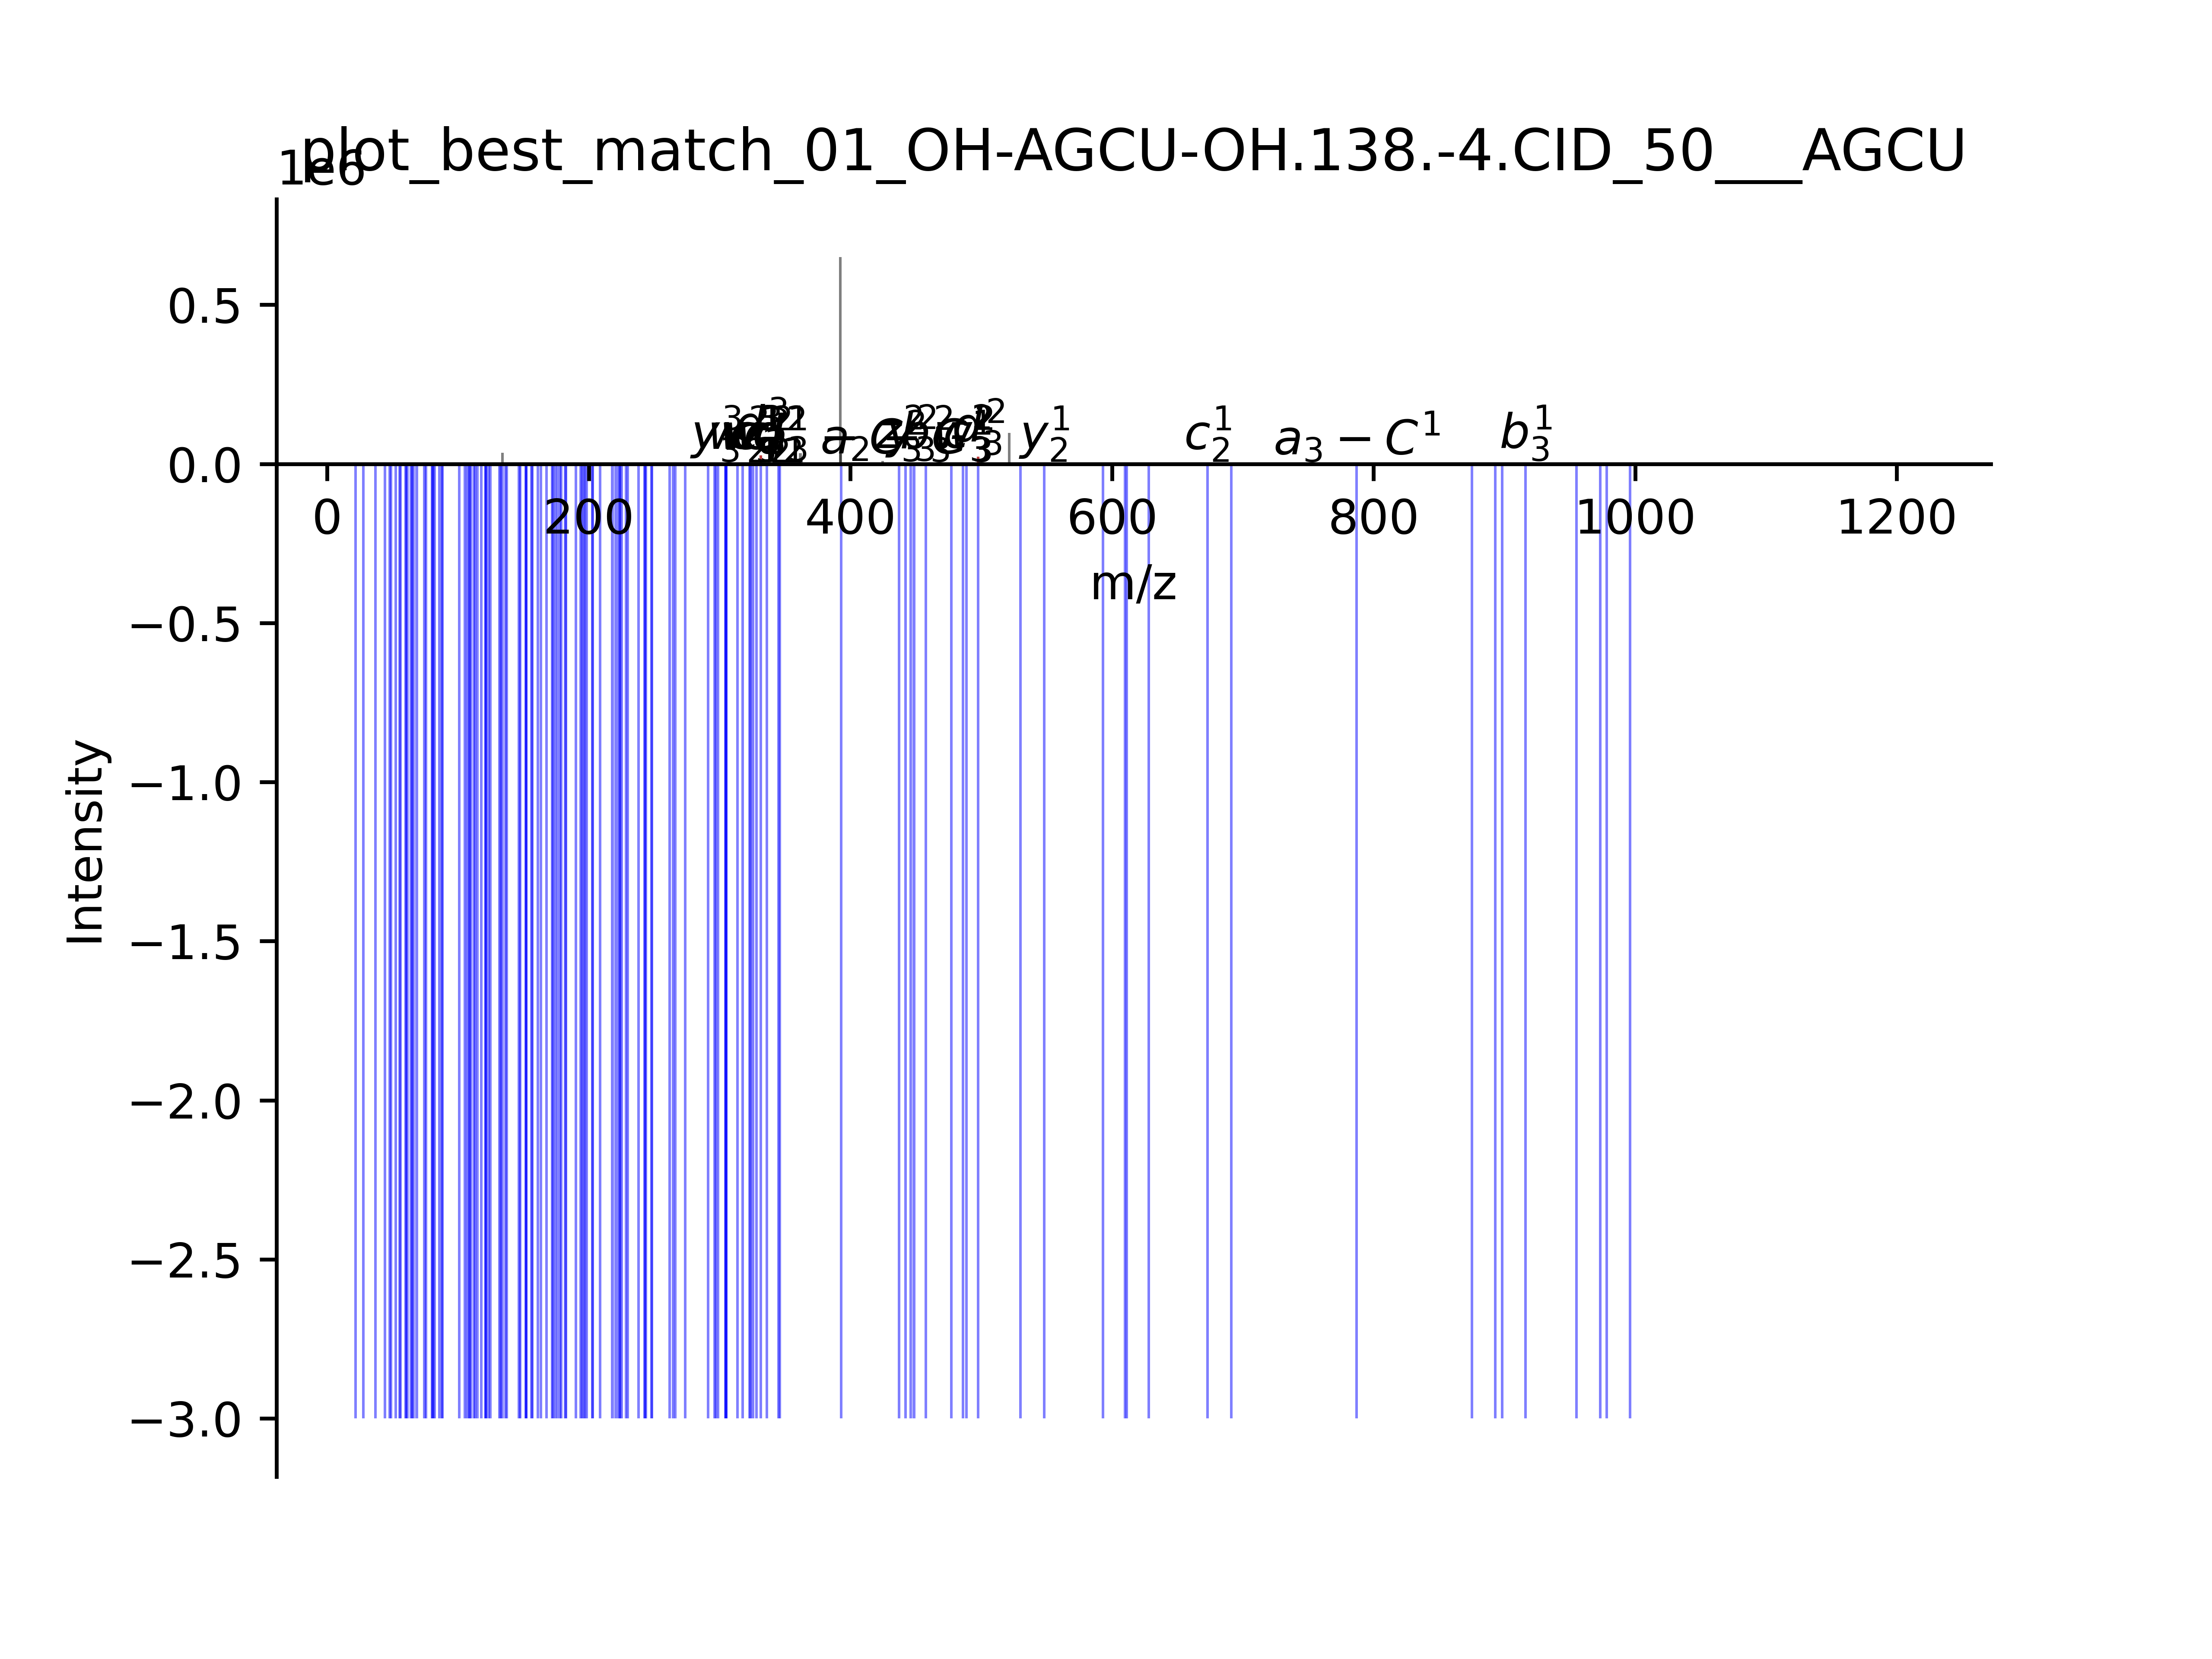 plot_best_match_01_OH-AGCU-OH.138.-4.CID_50___AGCU
1e6
0.5
0.0
−0.5
−1.0
−1.5
−2.0
−2.5
−3.0
Intensity
y₂¹
c₂¹
a₃ − C¹
b₃¹
0 200 400 600 800 1000 1200
m/z